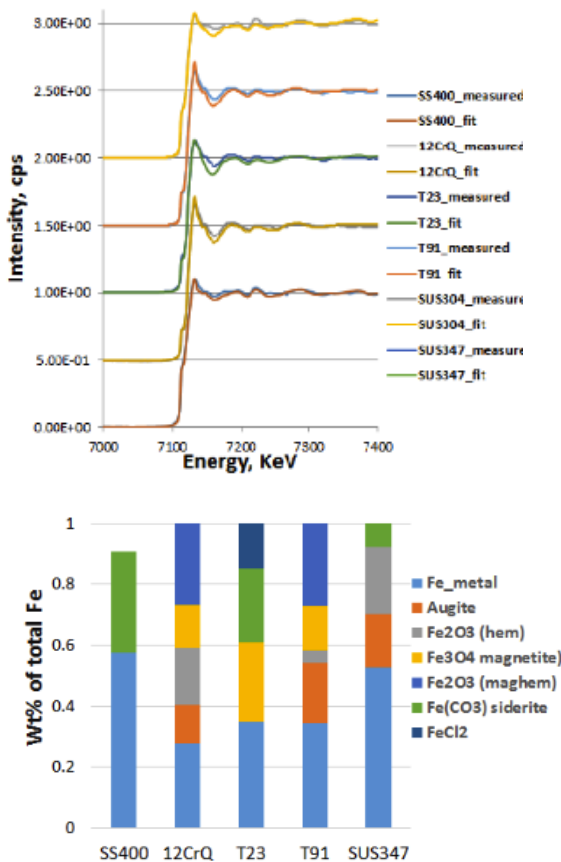 3.00E+00
2.50E+00
2.00E+00
1.50E+00
1.00E+00
5.00E-01
0.00E+00
Intensity, cps
7000 7100 7200 7300 7400
Energy, KeV
SS400_measured
SS400_fit
12CrQ_measured
12CrQ_fit
T23_measured
T23_fit
T91_measured
T91_fit
SUS304_measure
SUS304_fit
SUS347_measure
SUS347_fit
1
0.8
0.6
0.4
0.2
0
Wt% of total Fe
SS400 12CrQ T23 T91 SUS347
Fe_metal
Augite
Fe2O3 (hem)
Fe3O4 magnetite)
Fe2O3 (maghem)
Fe(CO3) siderite
FeCl2